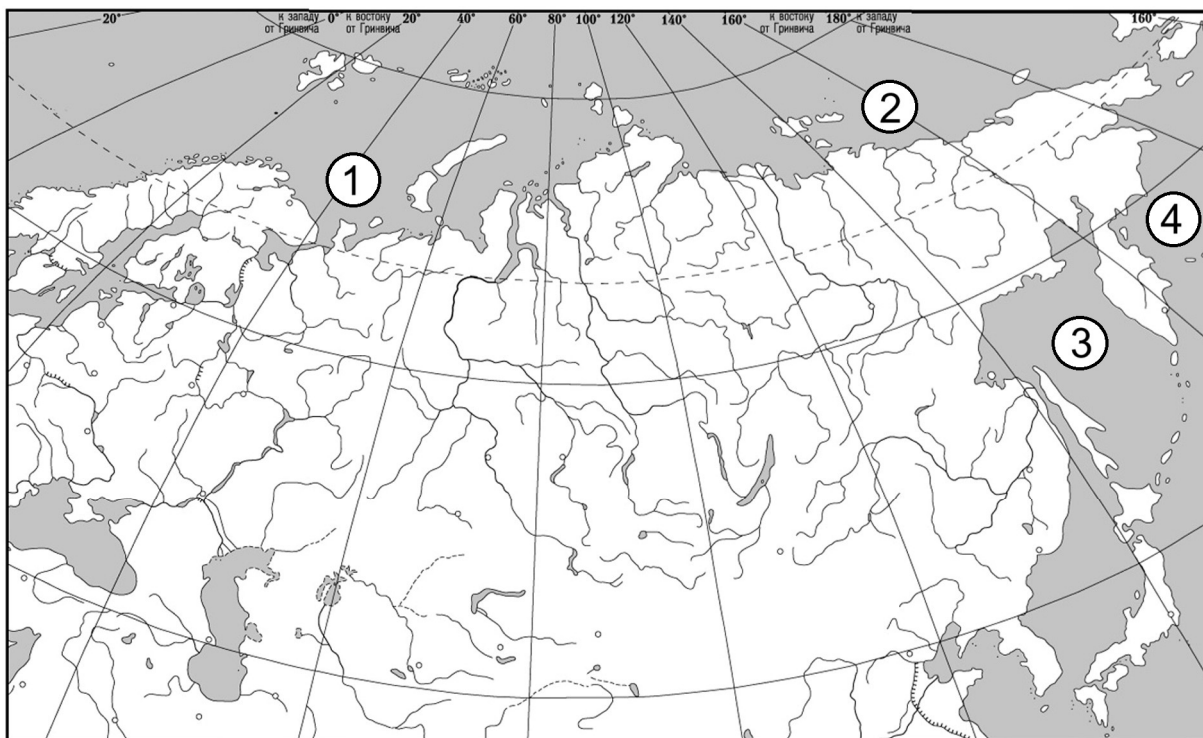 20° к западу к востоку 20° 40° 60° 80° 100° 120° 160° к востоку 180° к западу 160°
от Гринвича 0° от Гринвича от Гринвича от Гринвича
2
1
4
3